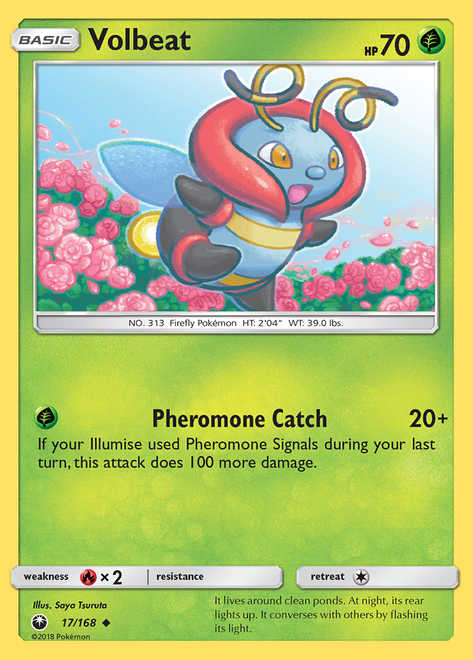 BASIC Volbeat HP 70
NO. 313 Firefly Pokémon HT: 2'04" WT: 39.0 lbs.
Pheromone Catch 20+
If your Illumise used Pheromone Signals during your last
turn, this attack does 100 more damage.
weakness × 2 resistance retreat
Illus. Saya Tsuruta
17/168
©2018 Pokémon
It lives around clean ponds. At night, its rear
lights up. It converses with others by flashing
its light.